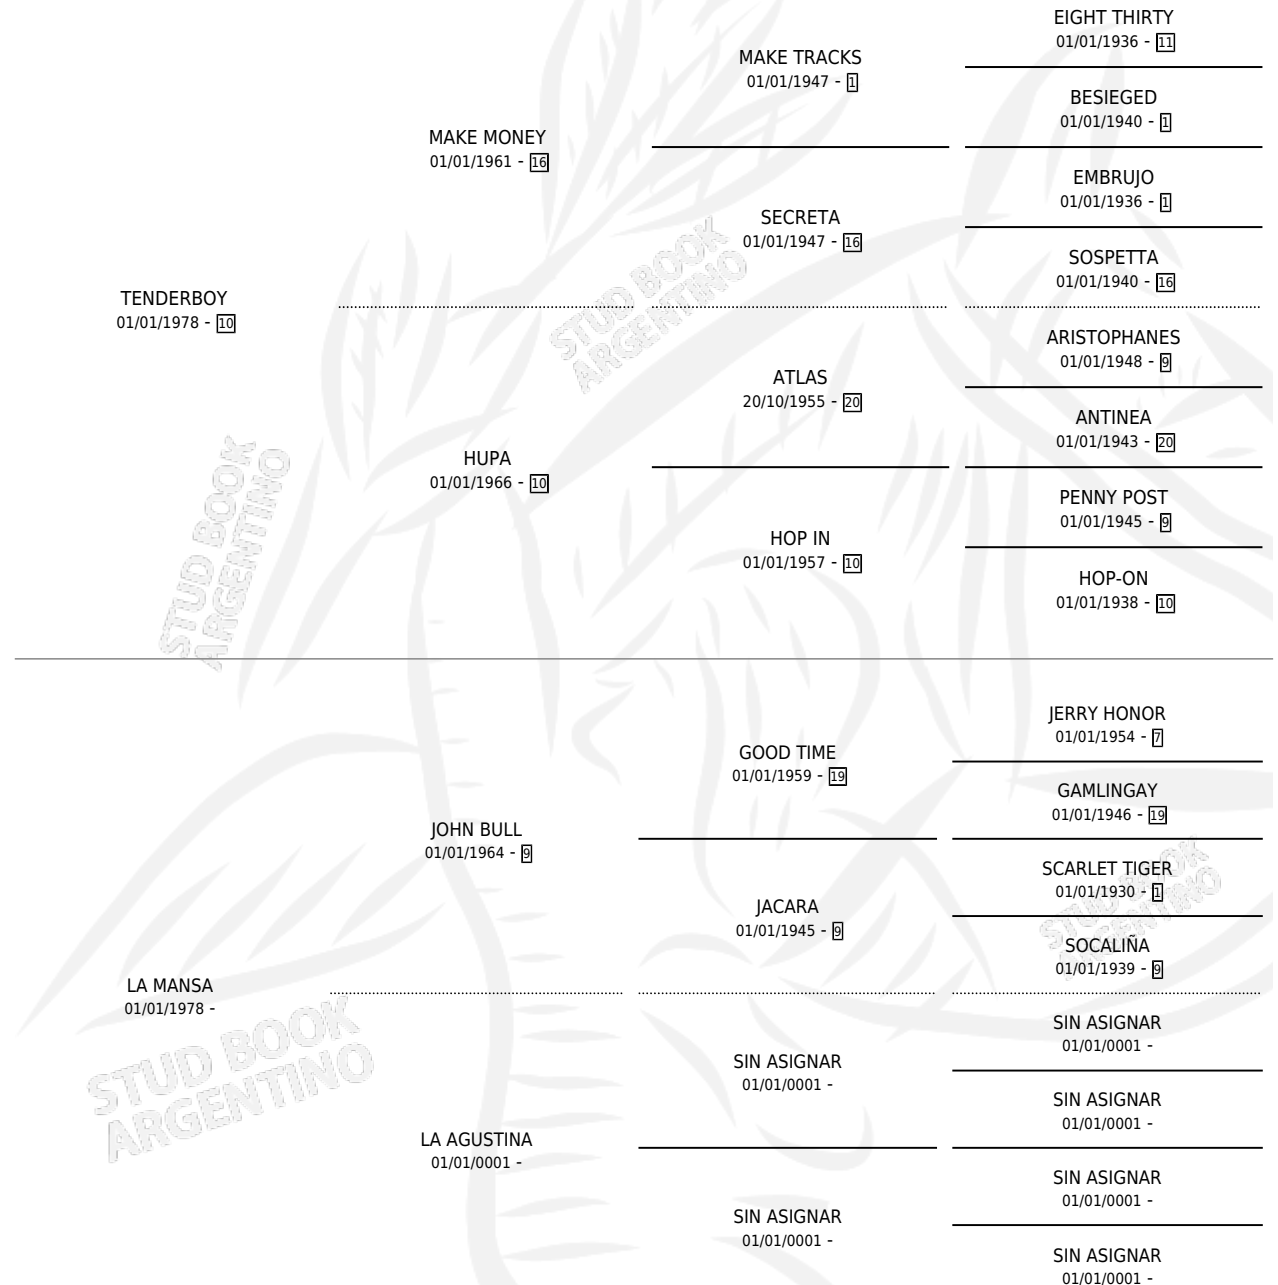 EIGHT THIRTY
01/01/1936 - 11
MAKE TRACKS
01/01/1947 - 1
BESIEGED
01/01/1940 - 1
MAKE MONEY
01/01/1961 - 16
EMBRUJO
01/01/1936 - 1
SECRETA
01/01/1947 - 16
SOSPETTA
01/01/1940 - 16
TENDERBOY
01/01/1978 - 10
STUD BOOK
ARGENTINO
ARISTOPHANES
01/01/1948 - 9
ATLAS
20/10/1955 - 20
ANTINEA
01/01/1943 - 20
HUPA
01/01/1966 - 10
PENNY POST
01/01/1945 - 9
HOP IN
01/01/1957 - 10
HOP-ON
01/01/1938 - 10
STUD BOOK
ARGENTINO
JERRY HONOR
01/01/1954 - 7
GOOD TIME
01/01/1959 - 19
GAMLINGAY
01/01/1946 - 19
JOHN BULL
01/01/1964 - 9
SCARLET TIGER
01/01/1930 - 1
JACARA
01/01/1945 - 9
SOCALIÑA
01/01/1939 - 9
STUD BOOK
ARGENTINO
LA MANSA
01/01/1978 -
SIN ASIGNAR
01/01/0001 -
SIN ASIGNAR
01/01/0001 -
SIN ASIGNAR
01/01/0001 -
STUD BOOK
ARGENTINO
LA AGUSTINA
01/01/0001 -
SIN ASIGNAR
01/01/0001 -
SIN ASIGNAR
01/01/0001 -
SIN ASIGNAR
01/01/0001 -